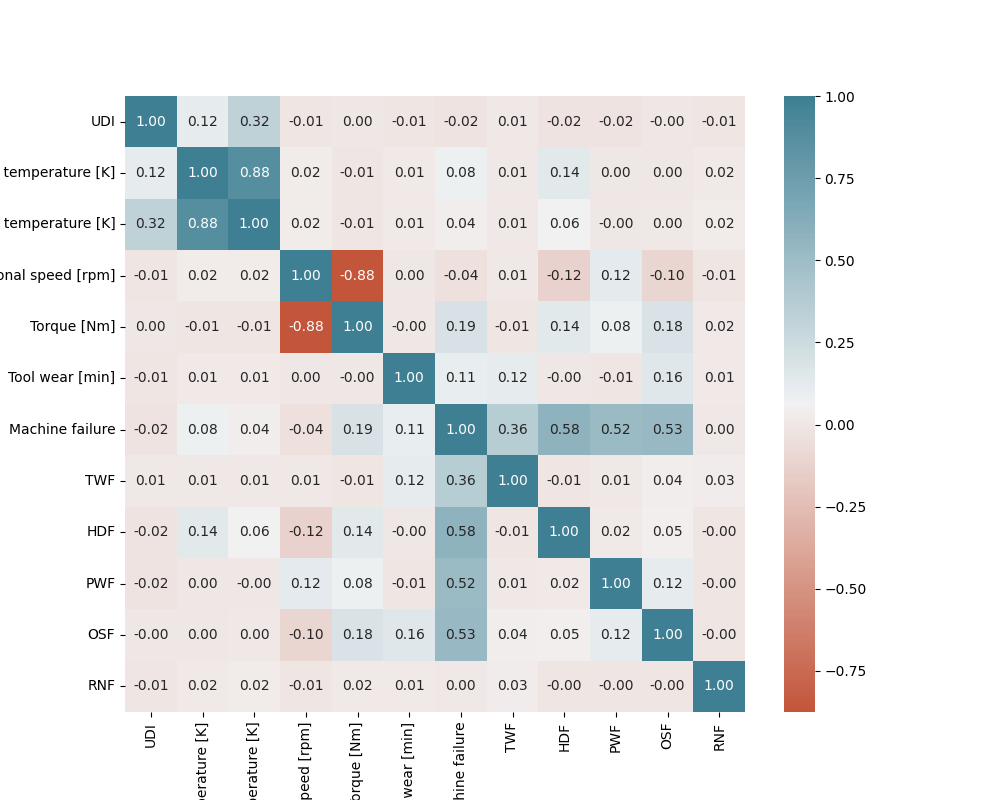 UDI 1.00 0.12 0.32 -0.01 0.00 -0.01 -0.02 0.01 -0.02 -0.02 -0.00 -0.01
temperature [K] 0.12 1.00 0.88 0.02 -0.01 0.01 0.08 0.01 0.14 0.00 0.00 0.02
temperature [K] 0.32 0.88 1.00 0.02 -0.01 0.01 0.04 0.01 0.06 -0.00 0.00 0.02
onal speed [rpm] -0.01 0.02 0.02 1.00 -0.88 0.00 -0.04 0.01 -0.12 0.12 -0.10 -0.01
Torque [Nm] 0.00 -0.01 -0.01 -0.88 1.00 -0.00 0.19 -0.01 0.14 0.08 0.18 0.02
Tool wear [min] -0.01 0.01 0.01 0.00 -0.00 1.00 0.11 0.12 -0.00 -0.01 0.16 0.01
Machine failure -0.02 0.08 0.04 -0.04 0.19 0.11 1.00 0.36 0.58 0.52 0.53 0.00
TWF 0.01 0.01 0.01 0.01 -0.01 0.12 0.36 1.00 -0.01 0.01 0.04 0.03
HDF -0.02 0.14 0.06 -0.12 0.14 -0.00 0.58 -0.01 1.00 0.02 0.05 -0.00
PWF -0.02 0.00 -0.00 0.12 0.08 -0.01 0.52 0.01 0.02 1.00 0.12 -0.00
OSF -0.00 0.00 0.00 -0.10 0.18 0.16 0.53 0.04 0.05 0.12 1.00 -0.00
RNF -0.01 0.02 0.02 -0.01 0.02 0.01 0.00 0.03 -0.00 -0.00 -0.00 1.00
UDI
perature [K]
perature [K]
peed [rpm]
orque [Nm]
wear [min]
hine failure
TWF
HDF
PWF
OSF
RNF
1.00
0.75
0.50
0.25
0.00
−0.25
−0.50
−0.75